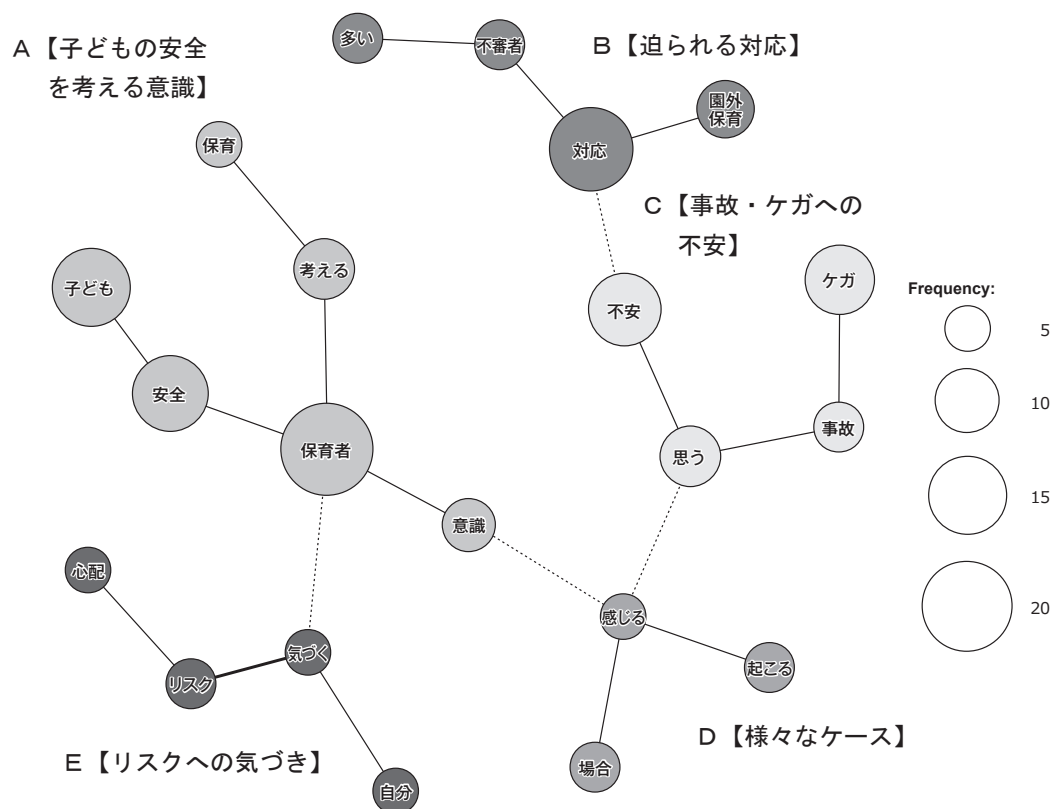 A【子どもの安全
を考える意識】
多い
不審者
B【迫られる対応】
園外
保育
対応
保育
C【事故・ケガへの
不安】
考える
子ども
不安
ケガ
Frequency:
5
10
15
20
安全
保育者
思う
事故
意識
心配
リスク
気づく
感じる
起こる
D【様々なケース】
E【リスクへの気づき】
場合
自分